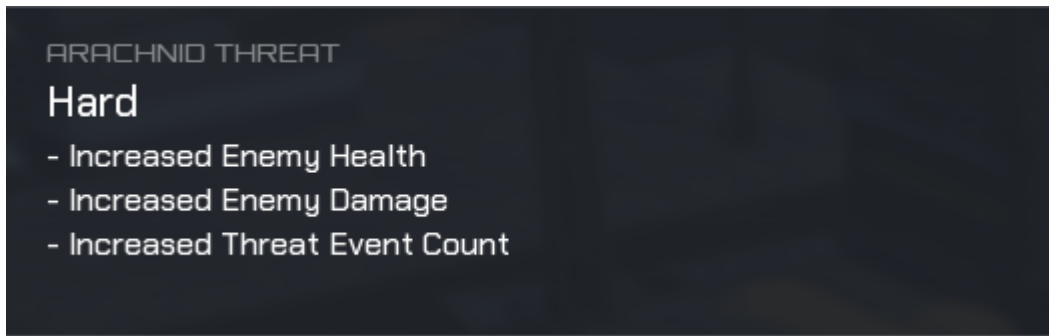 ARACHNID THREAT
Hard
- Increased Enemy Health
- Increased Enemy Damage
- Increased Threat Event Count